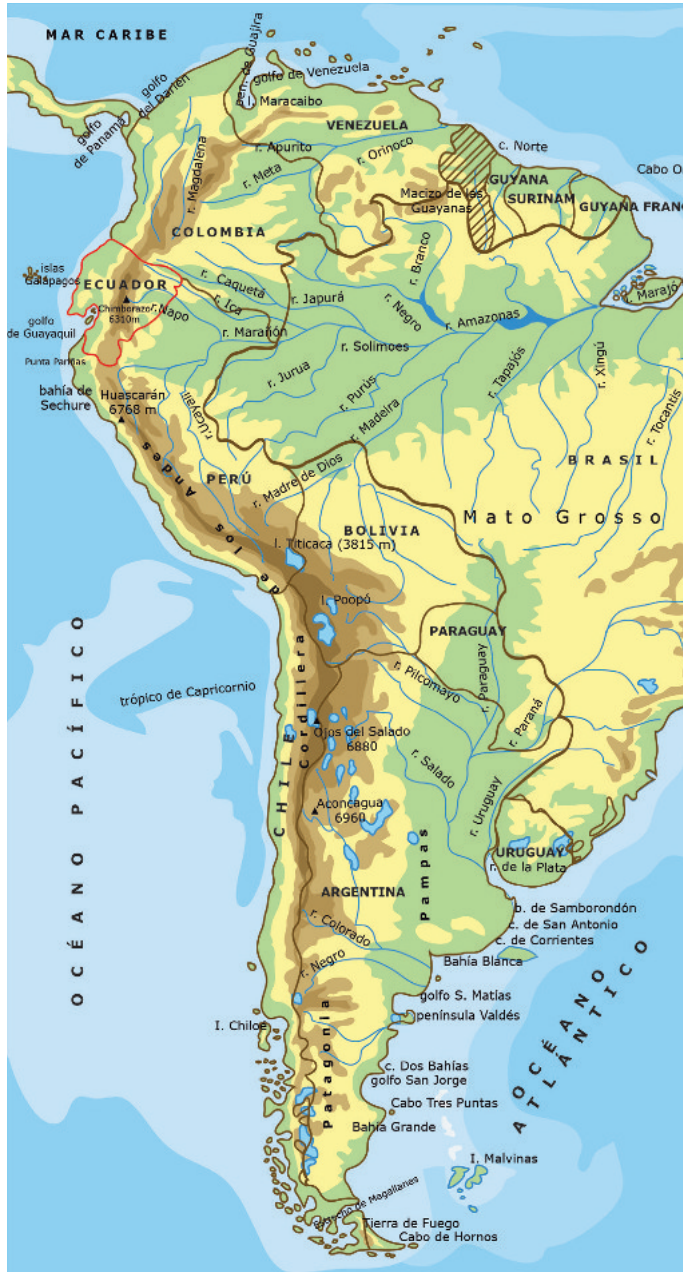 MAR CARIBE
golfo
de Panamá
golfo
del Darién
pen. de Guajira
golfo de Venezuela
l. Maracaibo
VENEZUELA
r. Apurito
r. Orinoco
c. Norte
r. Magdalena
r. Meta
Macizo de las
Guayanas
GUYANA
SURINAM
GUYANA FRANC
Cabo O
COLOMBIA
islas
Galápagos
ECUADOR
Chimborazo
6310m
r. Napo
r. Caquetá
r. Iça
r. Japurá
r. Branco
r. Negro
r. Amazonas
r. Marajó
golfo
de Guayaquil
r. Marañón
r. Solimoes
Punta Pariñas
r. Jurua
r. Purús
r. Madeira
r. Tapajós
r. Xingú
r. Tocantis
bahía de
Sechure
Huascarán
6768 m
r.Ucayali
PERÚ
r. Madre de Dios
BRASIL
Mato Grosso
BOLIVIA
l. Titicaca (3815 m)
l. Poopó
PARAGUAY
Cordillera de los Andes
r. Pilcomayo
r. Paraguay
r. Paraná
trópico de Capricornio
OCÉANO PACÍFICO
CHILE
Ojos del Salado
6880
r. Salado
Aconcagua
6960
r. Uruguay
URUGUAY
r. de la Plata
ARGENTINA
Pampas
b. de Samborondón
c. de San Antonio
c. de Corrientes
r. Colorado
Bahía Blanca
r. Negro
golfo S. Matías
península Valdés
I. Chiloé
Patagonia
OCÉANO
ATLÁNTICO
c. Dos Bahías
golfo San Jorge
Cabo Tres Puntas
Bahía Grande
I. Malvinas
Estrecho de Magallanes
Tierra de Fuego
Cabo de Hornos